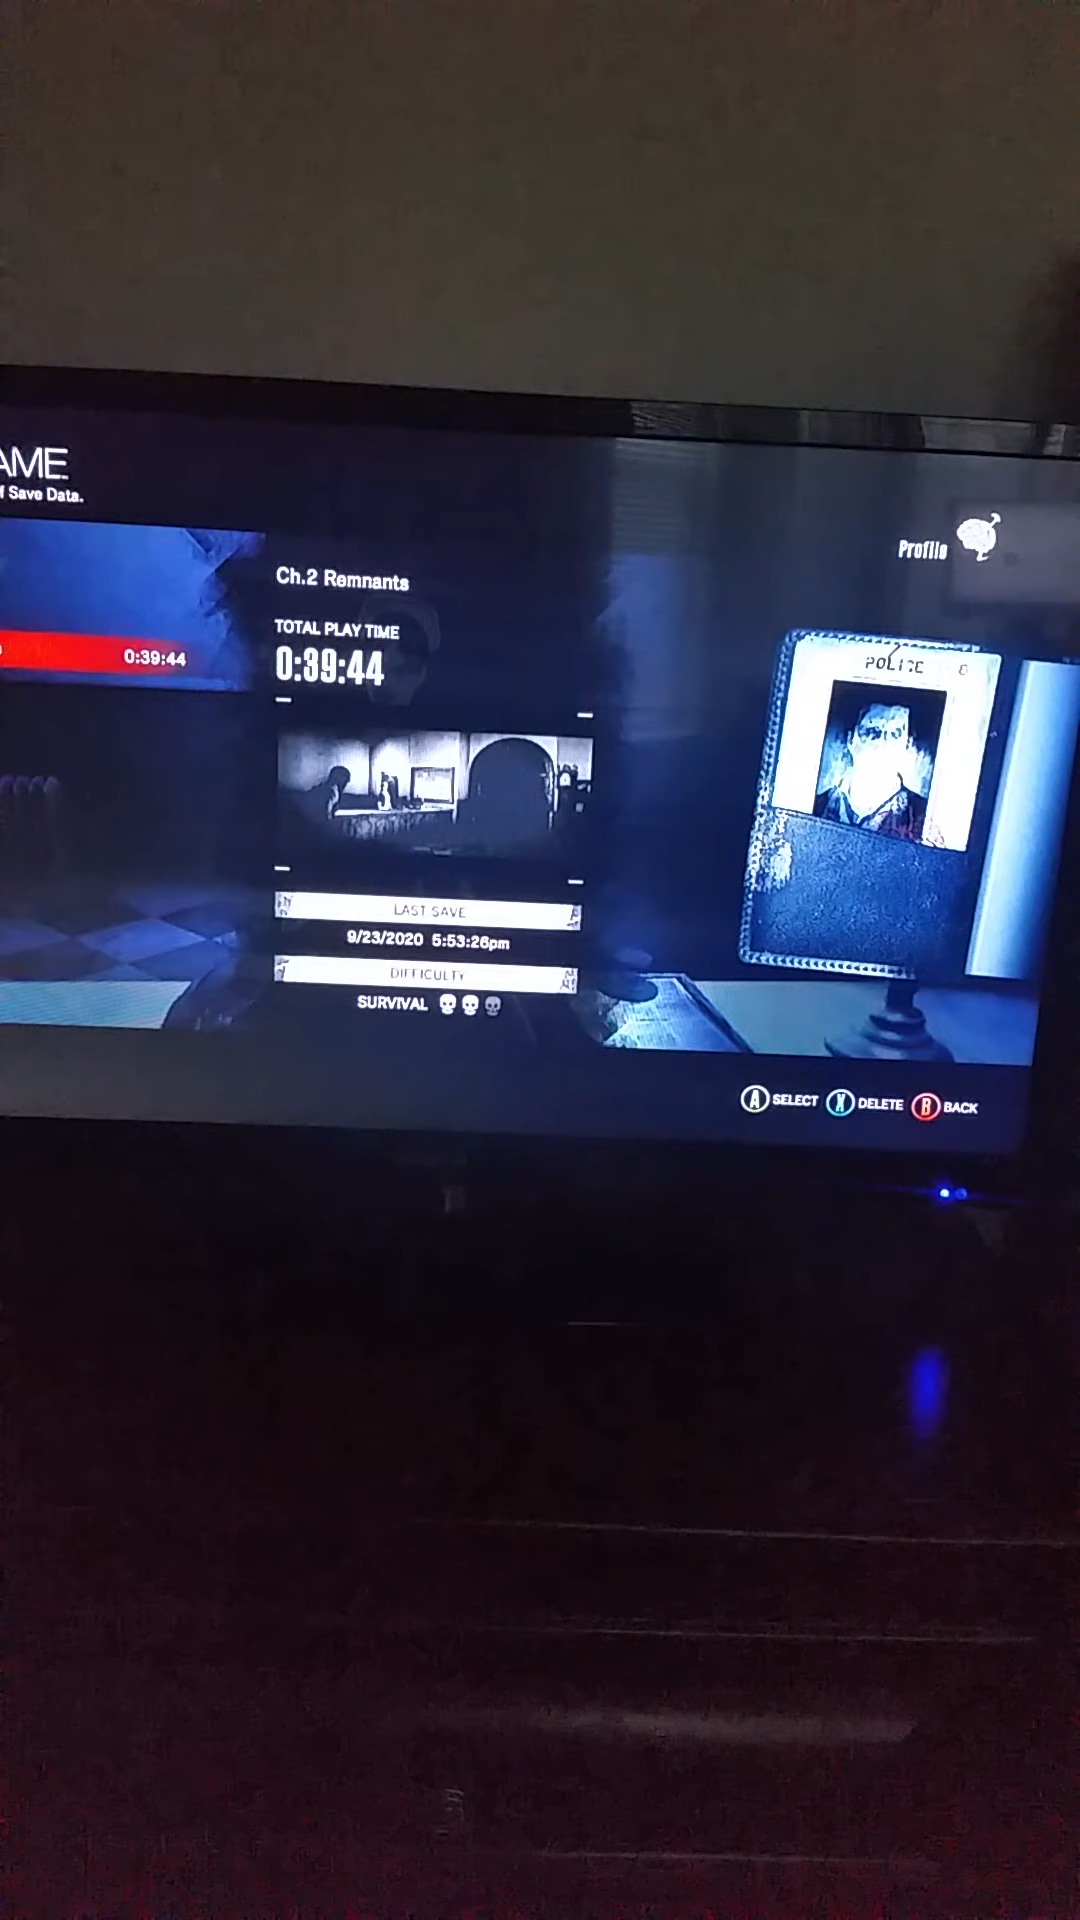 AME
f Save Data.
Profile
Ch.2 Remnants
TOTAL PLAY TIME
0:39:44
0:39:44
POLICE 8
LAST SAVE
9/23/2020 5:53:26pm
DIFFICULTY
SURVIVAL
A SELECT X DELETE B BACK